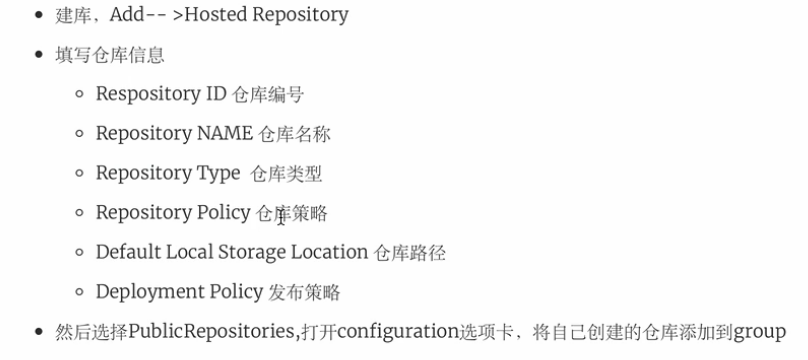 建库，Add-- >Hosted Repository
填写仓库信息
Respository ID 仓库编号
Repository NAME 仓库名称
Repository Type 仓库类型
Repository Policy 仓库策略
Default Local Storage Location 仓库路径
Deployment Policy 发布策略
然后选择PublicRepositories,打开configuration选项卡，将自己创建的仓库添加到group